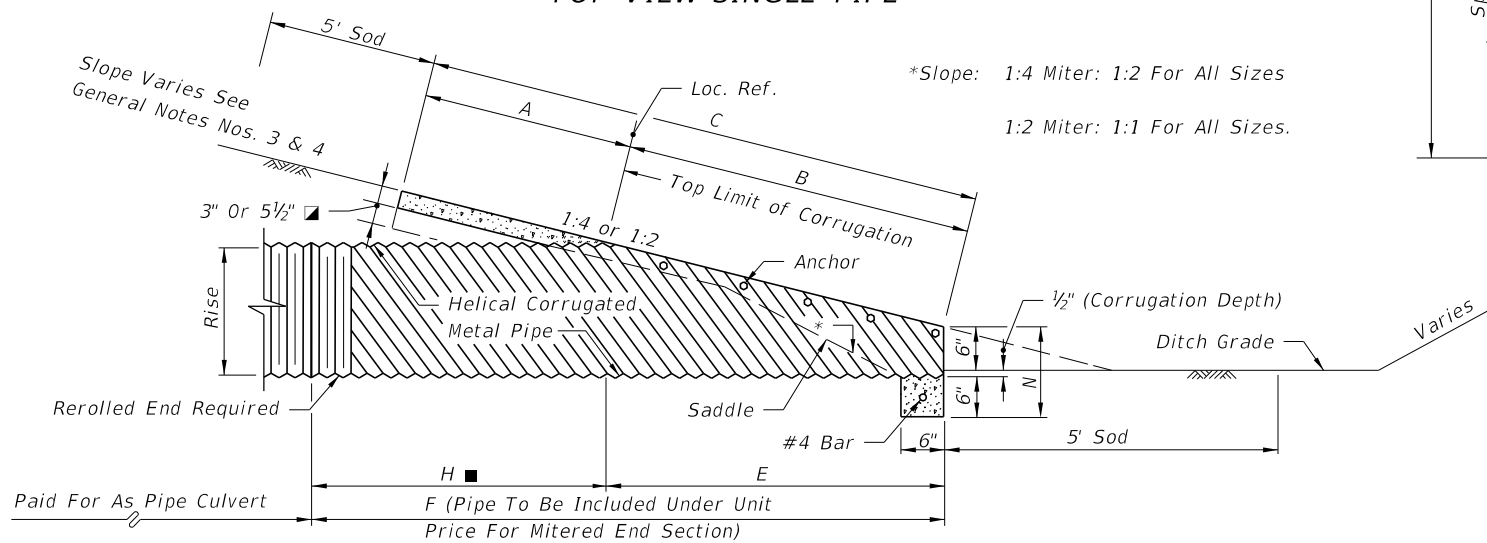 5' Sod
Slope Varies See
General Notes Nos. 3 & 4
A
Loc. Ref.
C
*Slope: 1:4 Miter: 1:2 For All Sizes
1:2 Miter: 1:1 For All Sizes.
B
Top Limit of Corrugation
3" Or 5½"
1:4 or 1:2
Anchor
Rise
Helical Corrugated
Metal Pipe
*
½" (Corrugation Depth)
Varies
Ditch Grade
6"
N
6"
Rerolled End Required
Saddle
#4 Bar
6"
5' Sod
H ■
E
Paid For As Pipe Culvert
F (Pipe To Be Included Under Unit
Price For Mitered End Section)